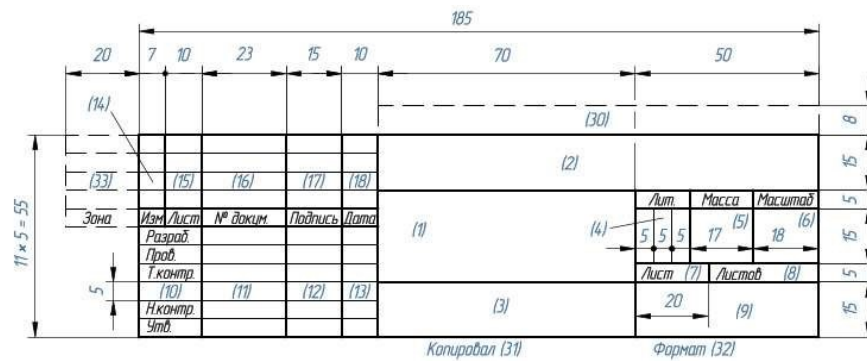 185
20 7 10 23 15 10 70 50
(14)
(30) 8
(2) 15
(33) (15) (16) (17) (18)
Лит. Масса Масштаб 5
Зона Изм Лист № докум. Подпись Дата
(1) (4) (5) (6)
5 5 5 17 18 15
11 × 5 = 55
Разраб.
Пров.
Т.контр. Лист (7) Листов (8) 5
5 (10) (11) (12) (13)
20
Н.контр. (3) (9) 15
Утв.
Копировал (31) Формат (32)